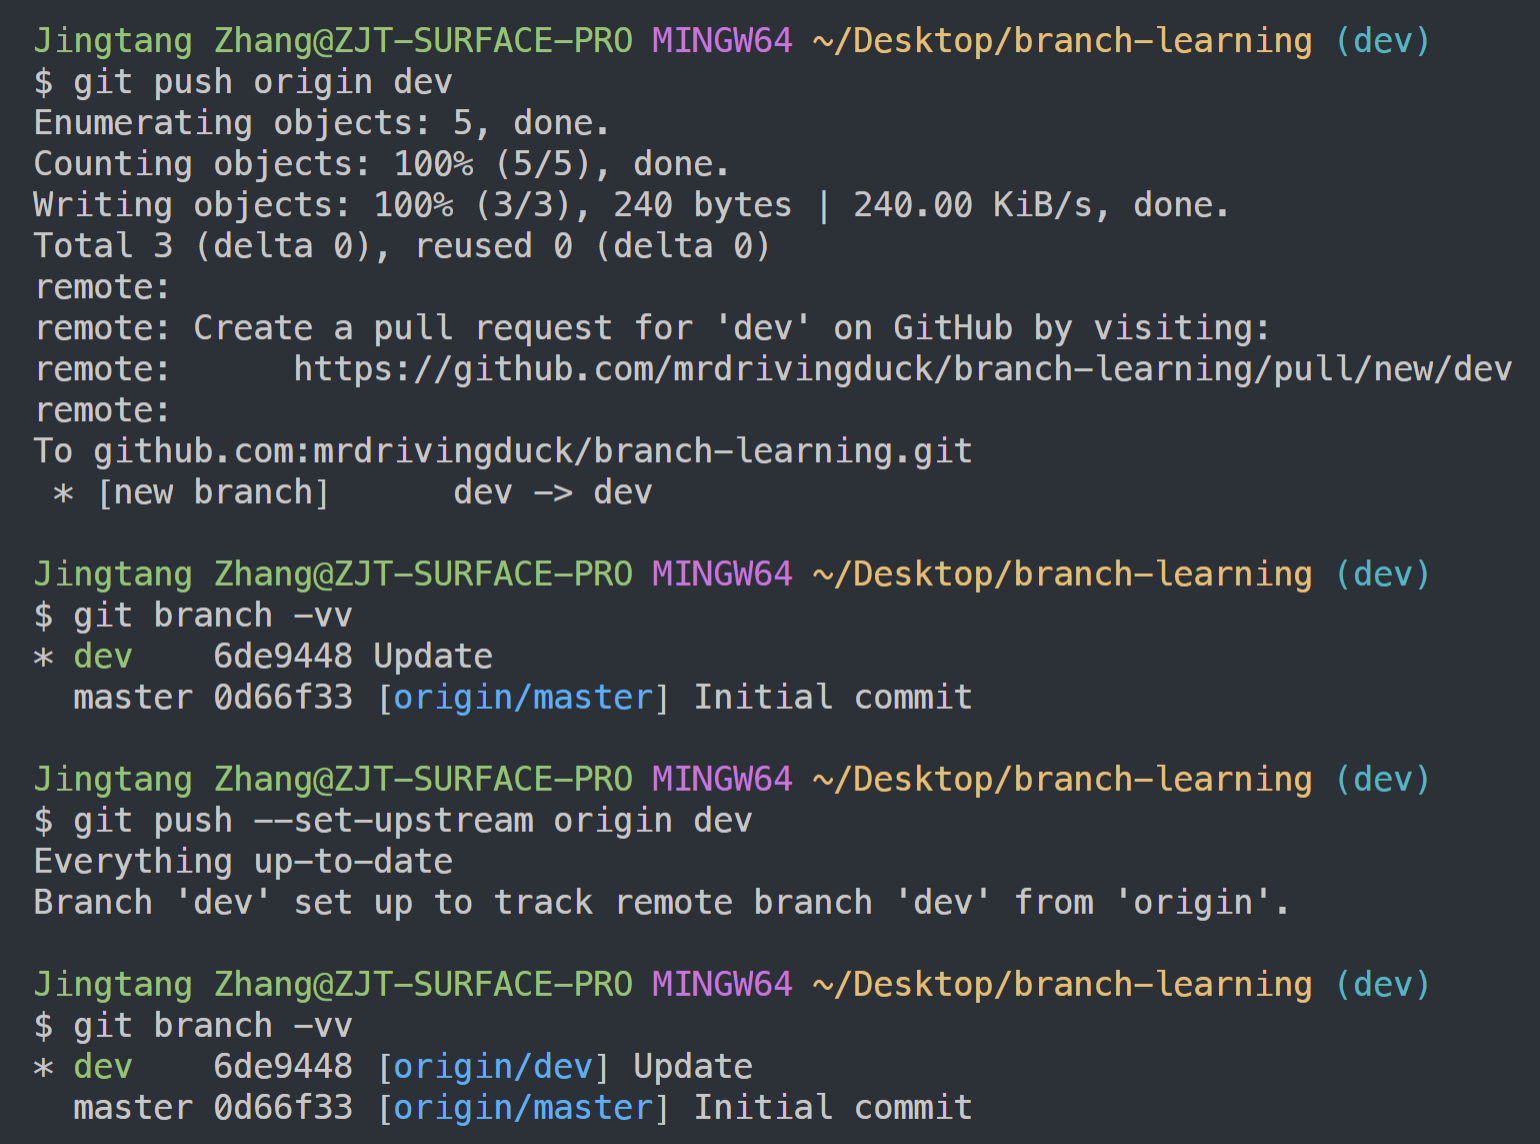 Jingtang Zhang@ZJT-SURFACE-PRO MINGW64 ~/Desktop/branch-learning (dev)
$ git push origin dev
Enumerating objects: 5, done.
Counting objects: 100% (5/5), done.
Writing objects: 100% (3/3), 240 bytes | 240.00 KiB/s, done.
Total 3 (delta 0), reused 0 (delta 0)
remote:
remote: Create a pull request for 'dev' on GitHub by visiting:
remote:      https://github.com/mrdrivingduck/branch-learning/pull/new/dev
remote:
To github.com:mrdrivingduck/branch-learning.git
 * [new branch]      dev -> dev

Jingtang Zhang@ZJT-SURFACE-PRO MINGW64 ~/Desktop/branch-learning (dev)
$ git branch -vv
* dev    6de9448 Update
  master 0d66f33 [origin/master] Initial commit

Jingtang Zhang@ZJT-SURFACE-PRO MINGW64 ~/Desktop/branch-learning (dev)
$ git push --set-upstream origin dev
Everything up-to-date
Branch 'dev' set up to track remote branch 'dev' from 'origin'.

Jingtang Zhang@ZJT-SURFACE-PRO MINGW64 ~/Desktop/branch-learning (dev)
$ git branch -vv
* dev    6de9448 [origin/dev] Update
  master 0d66f33 [origin/master] Initial commit